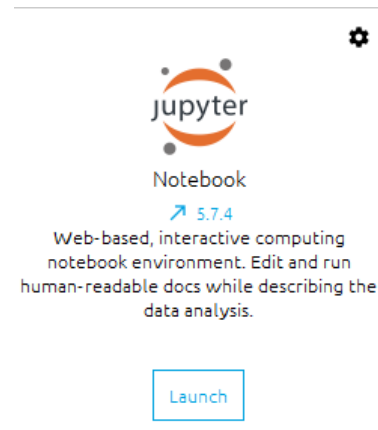 jupyter
Notebook
5.7.4
Web-based, interactive computing
notebook environment. Edit and run
human-readable docs while describing the
data analysis.
Launch